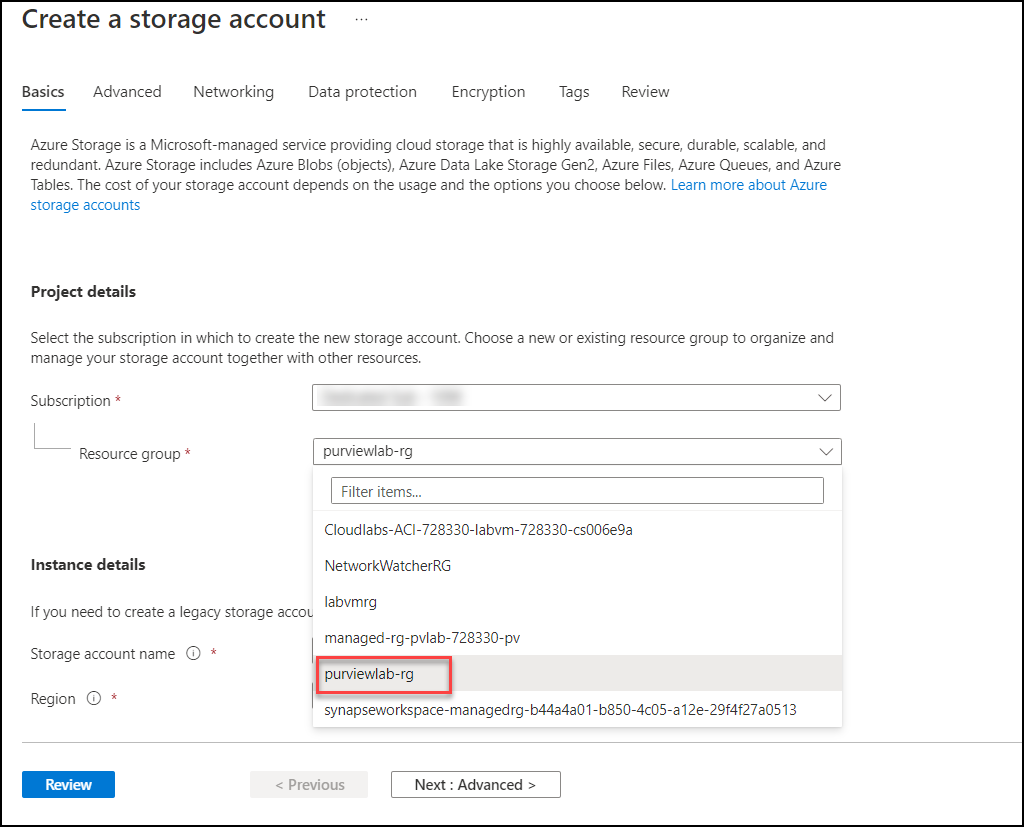 Create a storage account ...
Basics Advanced Networking Data protection Encryption Tags Review
Azure Storage is a Microsoft-managed service providing cloud storage that is highly available, secure, durable, scalable, and
redundant. Azure Storage includes Azure Blobs (objects), Azure Data Lake Storage Gen2, Azure Files, Azure Queues, and Azure
Tables. The cost of your storage account depends on the usage and the options you choose below. Learn more about Azure
storage accounts
Project details
Select the subscription in which to create the new storage account. Choose a new or existing resource group to organize and
manage your storage account together with other resources.
Subscription *
Resource group * purviewlab-rg
Filter items...
Cloudlabs-ACI-728330-labvm-728330-cs006e9a
NetworkWatcherRG
labvmrg
managed-rg-pvlab-728330-pv
purviewlab-rg
synapseworkspace-managedrg-b44a4a01-b850-4c05-a12e-29f4f27a0513
Instance details
If you need to create a legacy storage accou
Storage account name *
Region *
Review < Previous Next : Advanced >